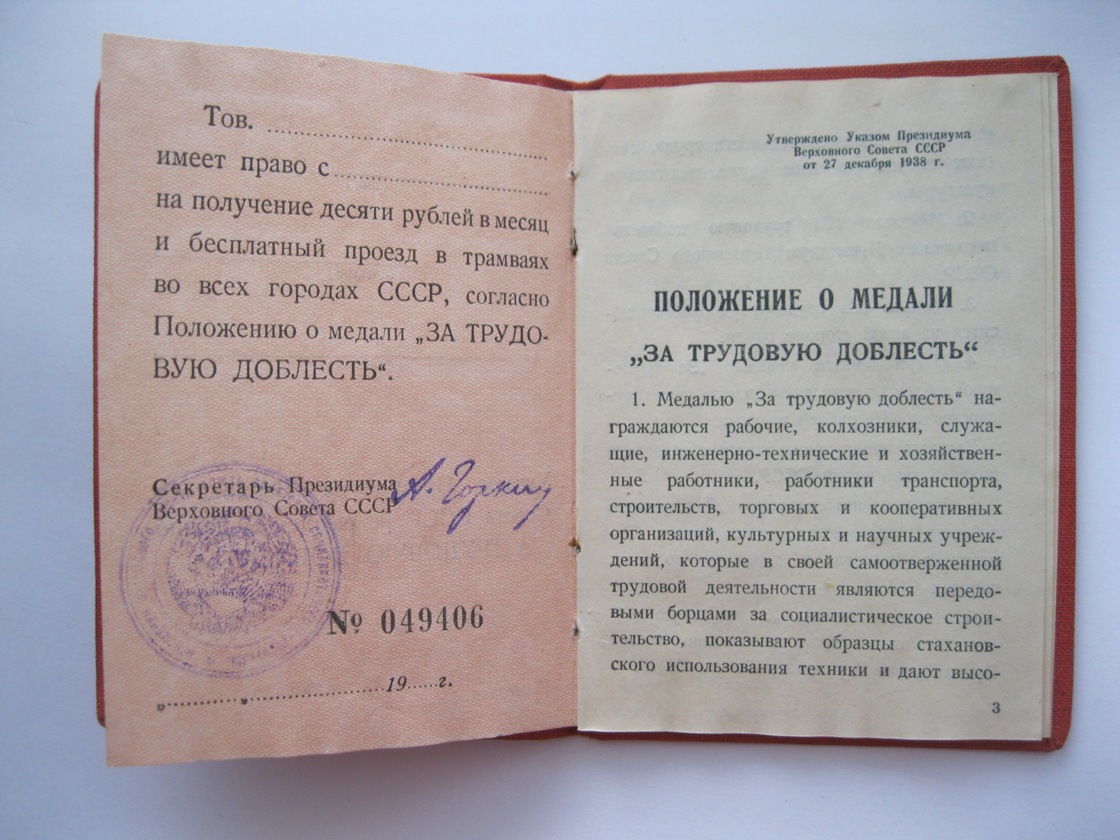 Тов.
имеет право с
на получение десяти рублей в месяц
и бесплатный проезд в трамваях
во всех городах СССР, согласно
Положению о медали „ЗА ТРУДО-
ВУЮ ДОБЛЕСТЬ“.
Секретарь Президиума
Верховного Совета СССР
А. Горкин
№ 049406
19 г.
Утверждено Указом Президиума
Верховного Совета СССР
от 27 декабря 1938 г.
ПОЛОЖЕНИЕ О МЕДАЛИ
„ЗА ТРУДОВУЮ ДОБЛЕСТЬ“
1. Медалью „За трудовую доблесть“ на-
граждаются рабочие, колхозники, служа-
щие, инженерно-технические и хозяйствен-
ные работники, работники транспорта,
строительств, торговых и кооперативных
организаций, культурных и научных учреж-
дений, которые в своей самоотверженной
трудовой деятельности являются передо-
выми борцами за социалистическое строи-
тельство, показывают образцы стаханов-
ского использования техники и дают высо-
3